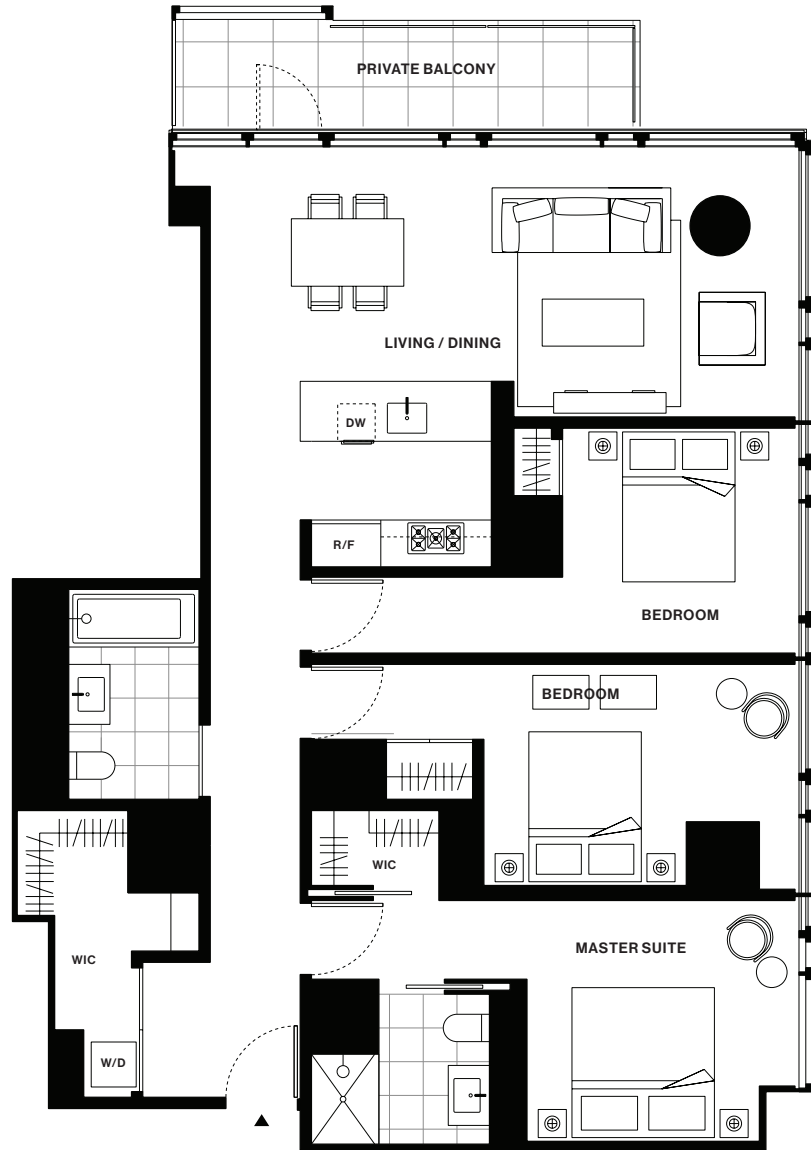 PRIVATE BALCONY
LIVING / DINING
DW
R/F
BEDROOM
BEDROOM
WIC
MASTER SUITE
WIC
W/D